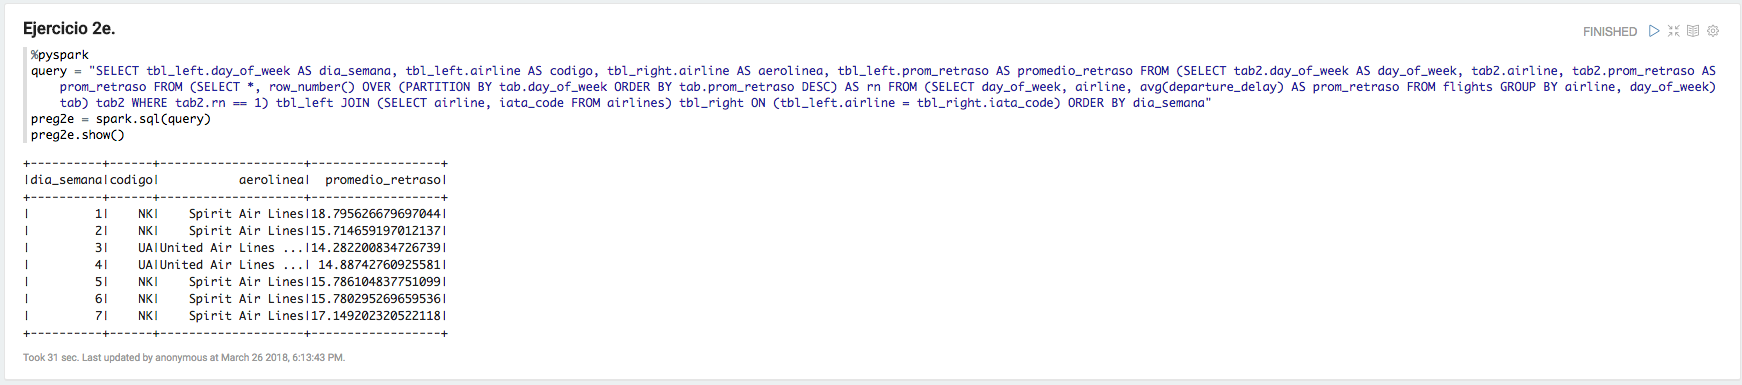 Ejercicio 2e.
FINISHED
%pyspark
query = "SELECT tbl_left.day_of_week AS dia_semana, tbl_left.airline AS codigo, tbl_right.airline AS aerolinea, tbl_left.prom_retraso AS promedio_retraso FROM (SELECT tab2.day_of_week AS day_of_week, tab2.airline, tab2.prom_retraso AS
prom_retraso FROM (SELECT *, row_number() OVER (PARTITION BY tab.day_of_week ORDER BY tab.prom_retraso DESC) AS rn FROM (SELECT day_of_week, airline, avg(departure_delay) AS prom_retraso FROM flights GROUP BY airline, day_of_week)
tab) tab2 WHERE tab2.rn == 1) tbl_left JOIN (SELECT airline, iata_code FROM airlines) tbl_right ON (tbl_left.airline = tbl_right.iata_code) ORDER BY dia_semana"
preg2e = spark.sql(query)
preg2e.show()
+----------+------+--------------------+-----------------+
|dia_semana|codigo|           aerolinea| promedio_retraso|
+----------+------+--------------------+-----------------+
|         1|    NK|    Spirit Air Lines|18.795626679697044|
|         2|    NK|    Spirit Air Lines|15.714659197012137|
|         3|    UA|United Air Lines ...|14.282200834726739|
|         4|    UA|United Air Lines ...| 14.88742760925581|
|         5|    NK|    Spirit Air Lines|15.786104837751099|
|         6|    NK|    Spirit Air Lines|15.780295269659536|
|         7|    NK|    Spirit Air Lines|17.149202320522118|
+----------+------+--------------------+-----------------+
Took 31 sec. Last updated by anonymous at March 26 2018, 6:13:43 PM.